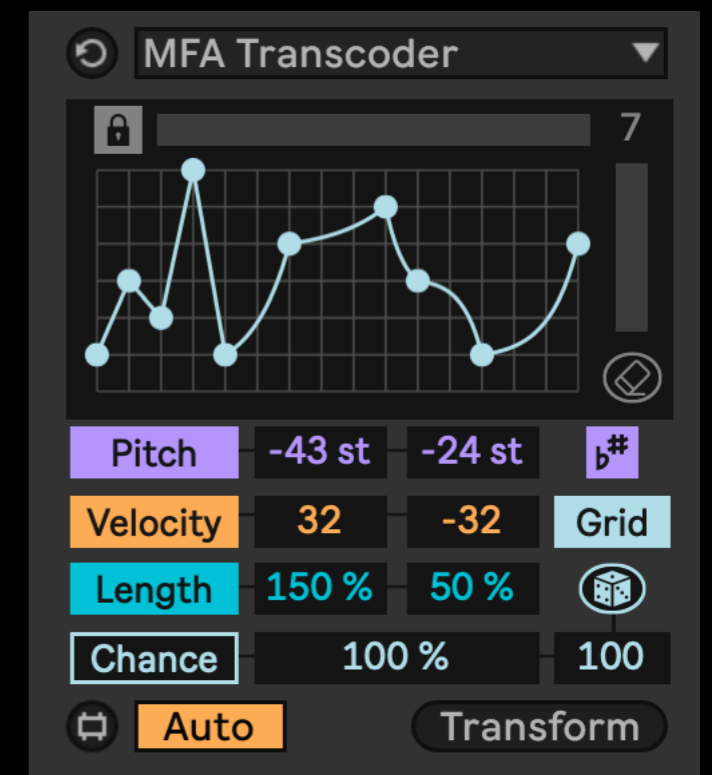 MFA Transcoder
7
Pitch -43 st -24 st b#
Velocity 32 -32 Grid
Length 150 % 50 %
Chance 100 % 100
Auto Transform